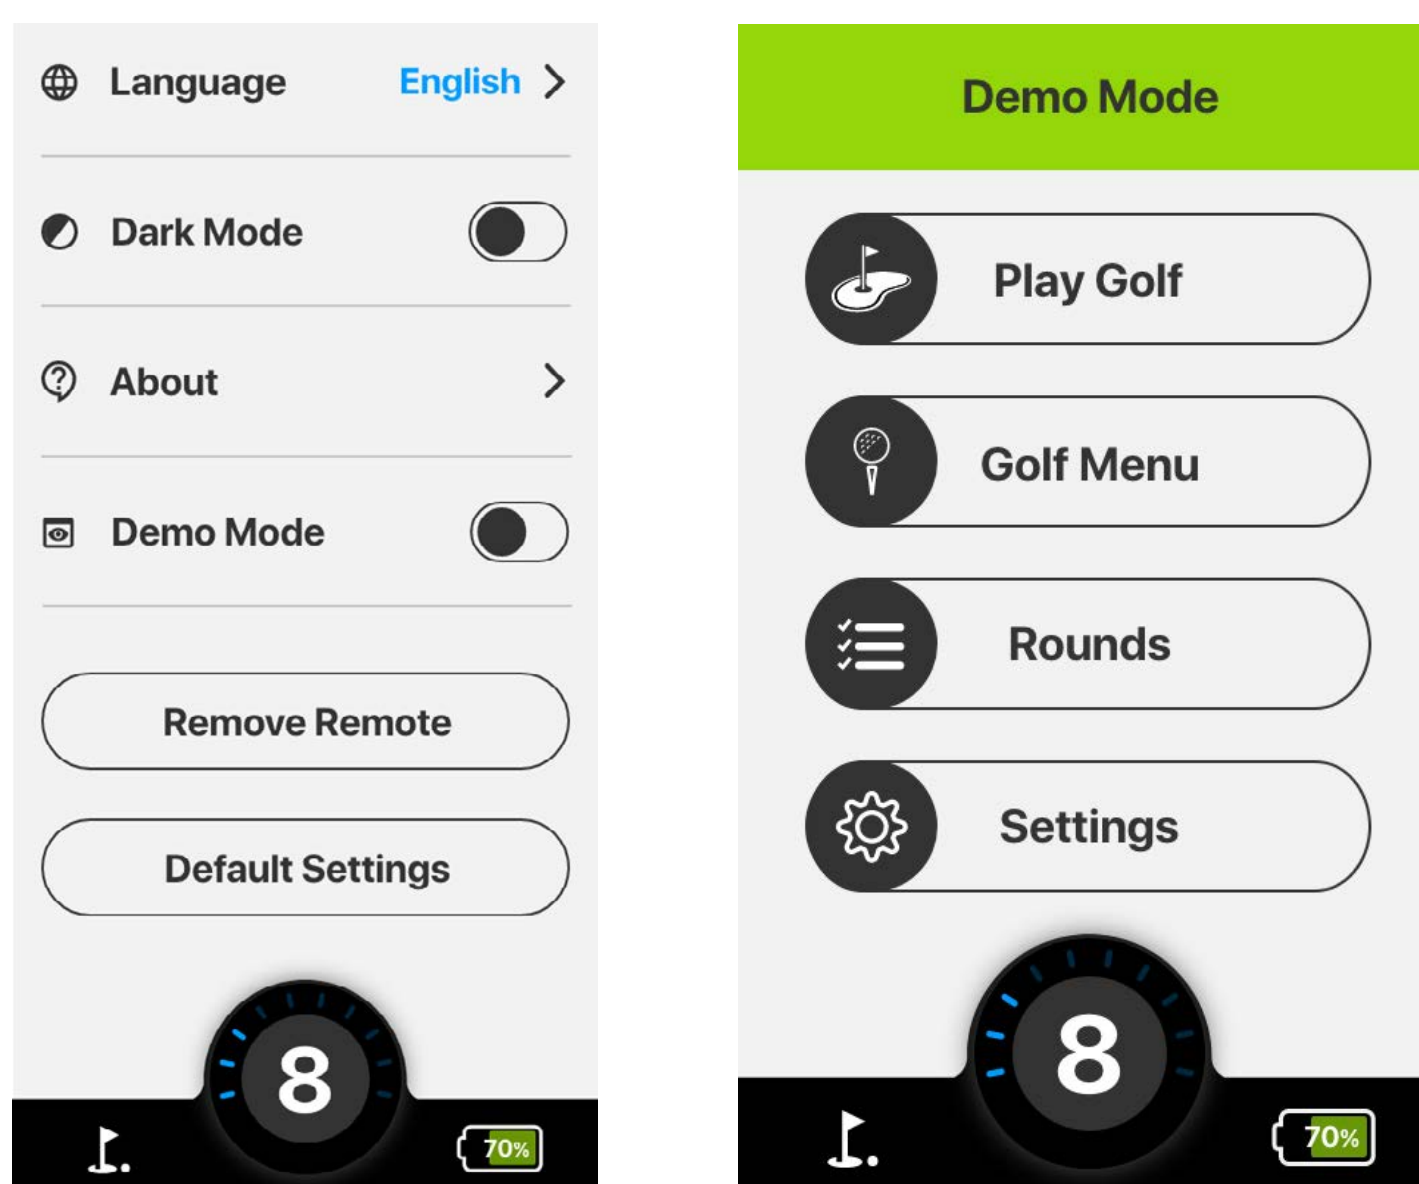 Language English
Dark Mode
About
Demo Mode
Remove Remote
Default Settings
8
70%
Demo Mode
Play Golf
Golf Menu
Rounds
Settings
8
70%